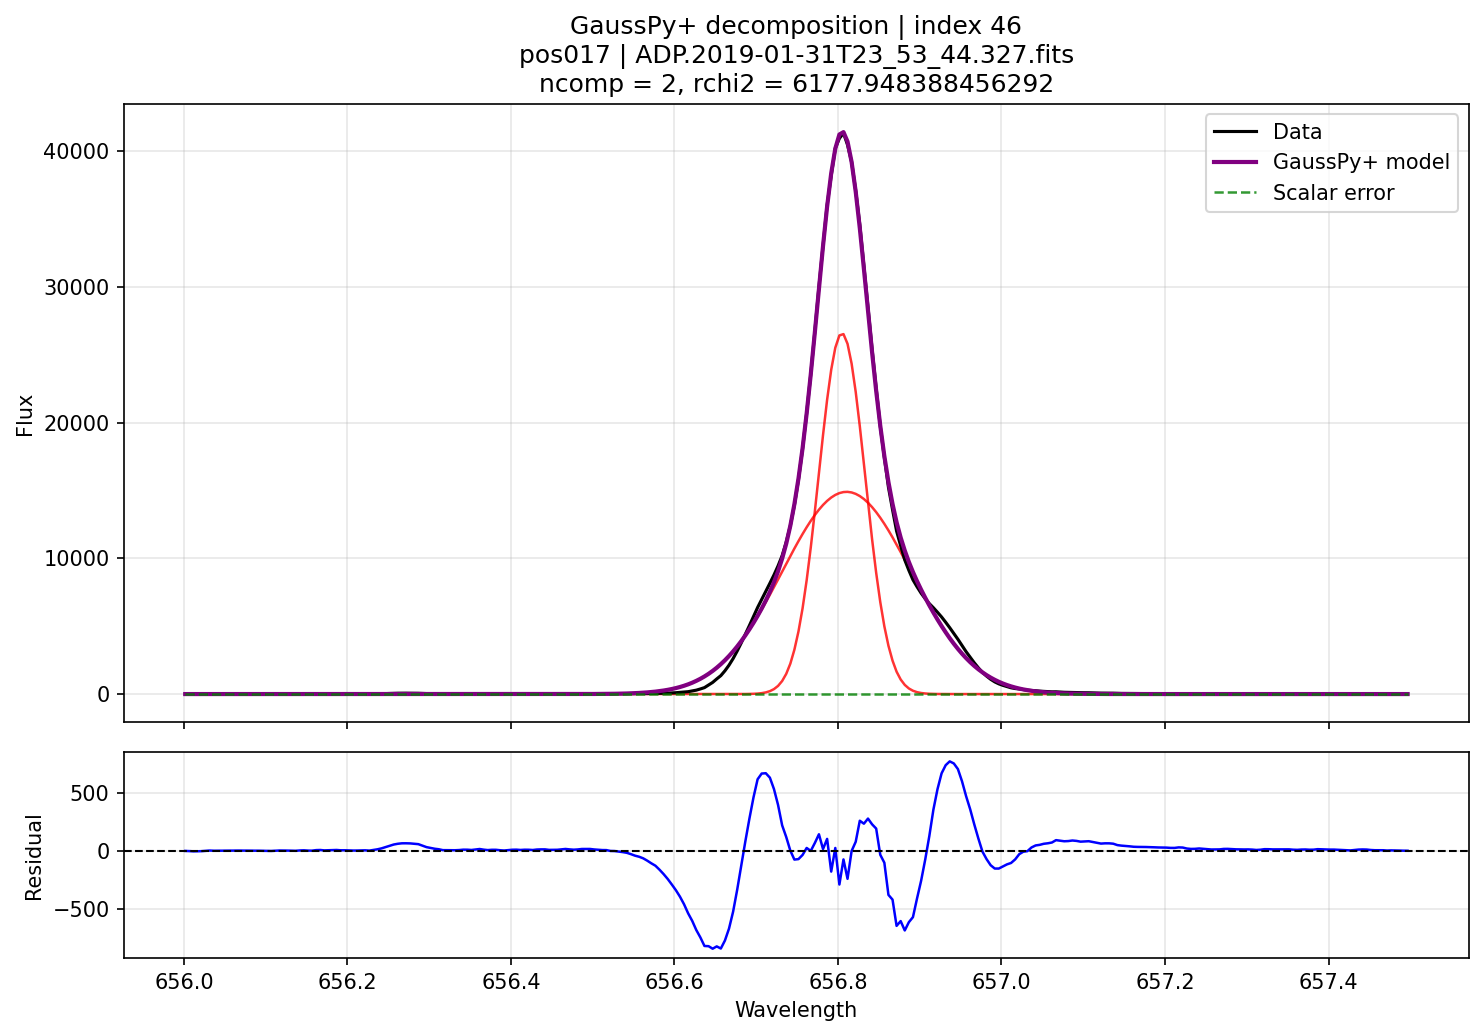 GaussPy+ decomposition | index 46
pos017 | ADP.2019-01-31T23_53_44.327.fits
ncomp = 2, rchi2 = 6177.948388456292
Data
GaussPy+ model
Scalar error
40000
30000
20000
10000
0
Flux
500
0
−500
Residual
656.0 656.2 656.4 656.6 656.8 657.0 657.2 657.4
Wavelength